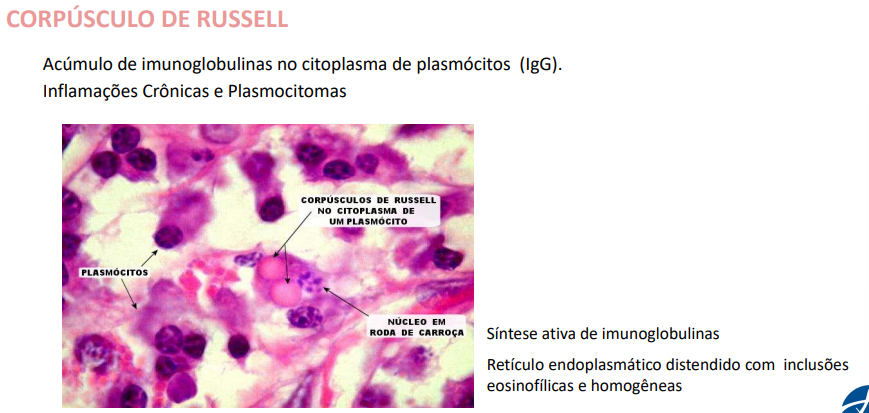 CORPÚSCULO DE RUSSELL
Acúmulo de imunoglobulinas no citoplasma de plasmócitos (IgG).
Inflamações Crônicas e Plasmocitomas
CORPÚSCULOS DE RUSSELL
NO CITOPLASMA DE
UM PLASMÓCITO
PLASMÓCITOS
NÚCLEO EM
RODA DE CARROÇA
Síntese ativa de imunoglobulinas
Retículo endoplasmático distendido com inclusões
eosinofílicas e homogêneas